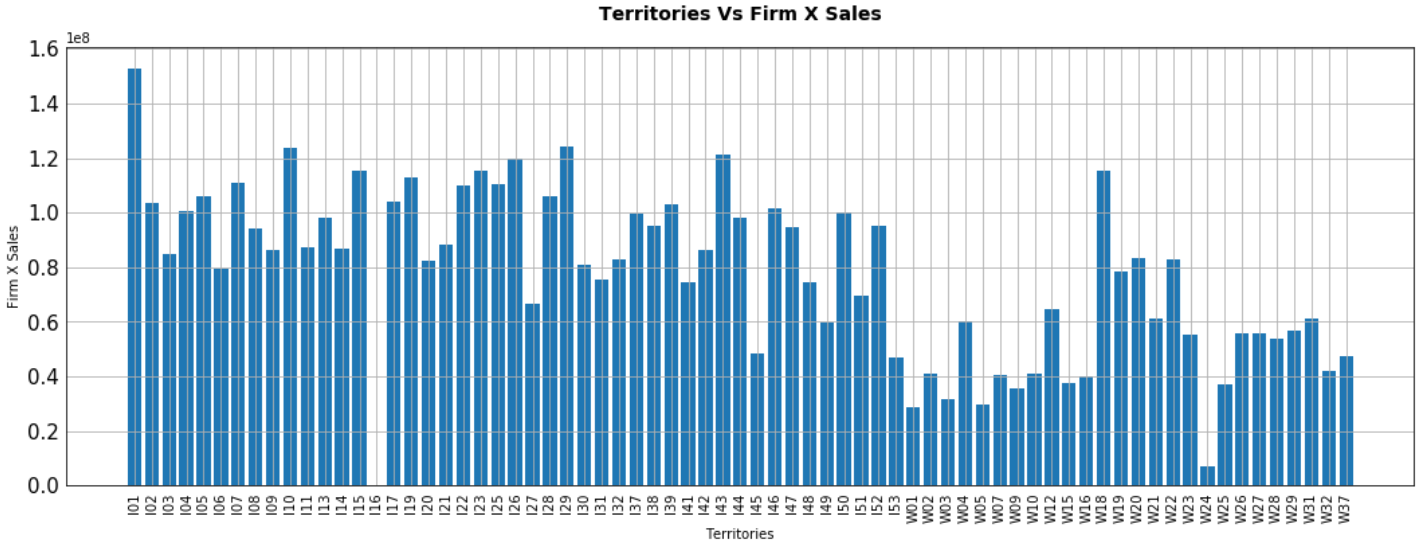 Territories Vs Firm X Sales
1e8
1.6
1.4
1.2
1.0
0.8
0.6
0.4
0.2
0.0
Firm X Sales
I01 I02 I03 I04 I05 I06 I07 I08 I09 I10 I11 I13 I14 I15 I16 I17 I19 I20 I21 I22 I23 I25 I26 I27 I28 I29 I30 I31 I32 I37 I38 I39 I41 I42 I43 I44 I45 I46 I47 I48 I49 I50 I51 I52 I53 W01 W02 W03 W04 W05 W07 W09 W10 W12 W15 W16 W18 W19 W20 W21 W22 W23 W24 W25 W26 W27 W28 W29 W31 W32 W37
Territories